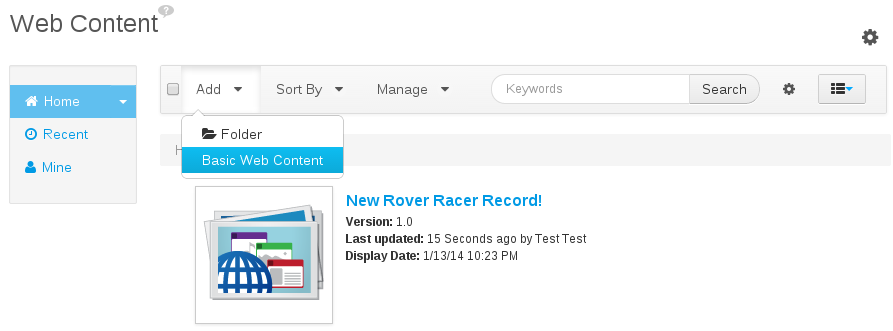 Web Content
?
Home
Recent
Mine
Add Sort By Manage Keywords Search
Folder
Basic Web Content
New Rover Racer Record!
Version: 1.0
Last updated: 15 Seconds ago by Test Test
Display Date: 1/13/14 10:23 PM